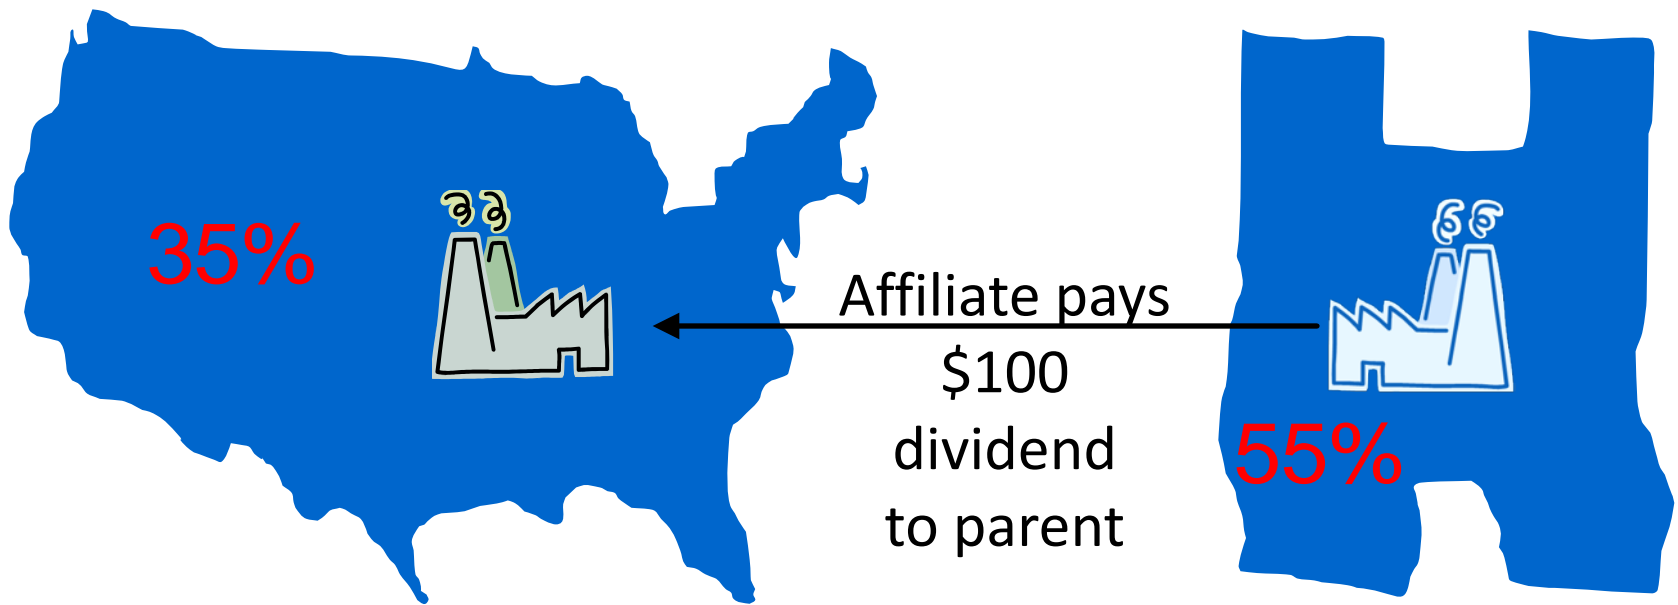 35%
Affiliate pays
$100
dividend
to parent
55%